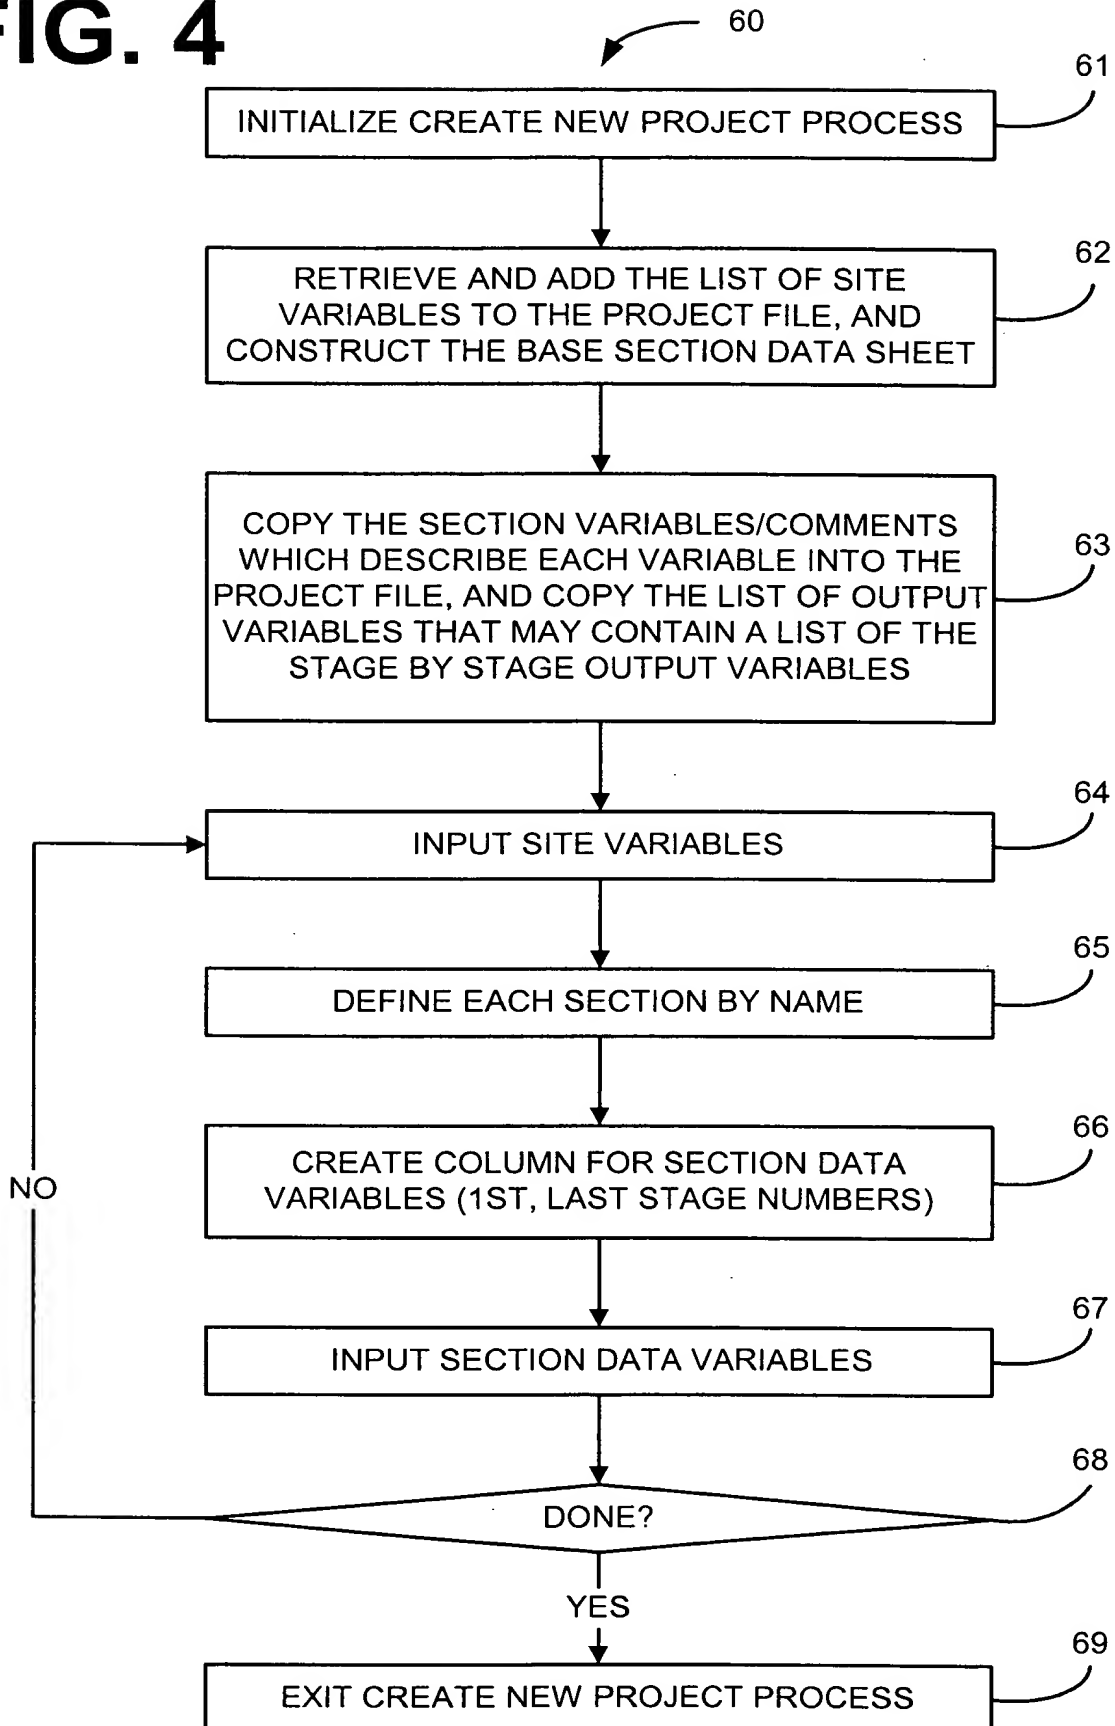 FIG. 4
60
61
INITIALIZE CREATE NEW PROJECT PROCESS
62
RETRIEVE AND ADD THE LIST OF SITE
VARIABLES TO THE PROJECT FILE, AND
CONSTRUCT THE BASE SECTION DATA SHEET
63
COPY THE SECTION VARIABLES/COMMENTS
WHICH DESCRIBE EACH VARIABLE INTO THE
PROJECT FILE, AND COPY THE LIST OF OUTPUT
VARIABLES THAT MAY CONTAIN A LIST OF THE
STAGE BY STAGE OUTPUT VARIABLES
64
INPUT SITE VARIABLES
65
DEFINE EACH SECTION BY NAME
66
CREATE COLUMN FOR SECTION DATA
VARIABLES (1ST, LAST STAGE NUMBERS)
NO
67
INPUT SECTION DATA VARIABLES
68
DONE?
YES
69
EXIT CREATE NEW PROJECT PROCESS